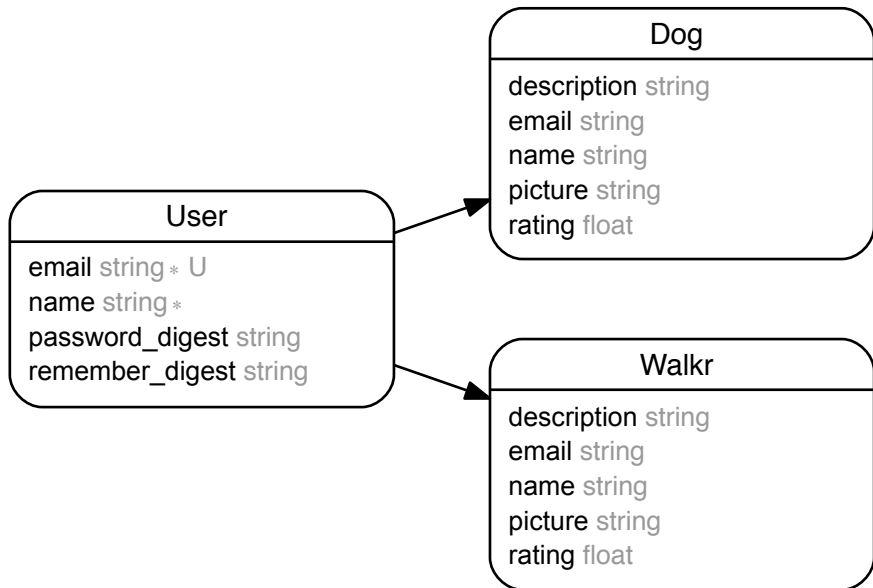 Dog
description string
email string
name string
picture string
rating float
User
email string * U
name string *
password_digest string
remember_digest string
Walkr
description string
email string
name string
picture string
rating float